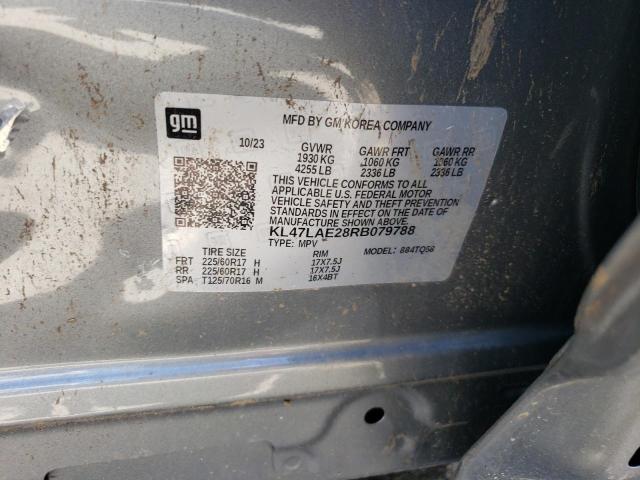 gm
MFD BY GM KOREA COMPANY
10/23 GVWR GAWR FRT GAWR RR
1930 KG 1060 KG 1060 KG
4255 LB 2336 LB 2336 LB
THIS VEHICLE CONFORMS TO ALL
APPLICABLE U.S. FEDERAL MOTOR
VEHICLE SAFETY AND THEFT PREVENTION
STANDARDS IN EFFECT ON THE DATE OF
MANUFACTURE SHOWN ABOVE.
KL47LAE28RB079788
TYPE: MPV MODEL: 884TQ58
TIRE SIZE RIM
FRT 225/60R17 H 17X7.5J
RR 225/60R17 H 17X7.5J
SPA T125/70R16 M 16X4BT